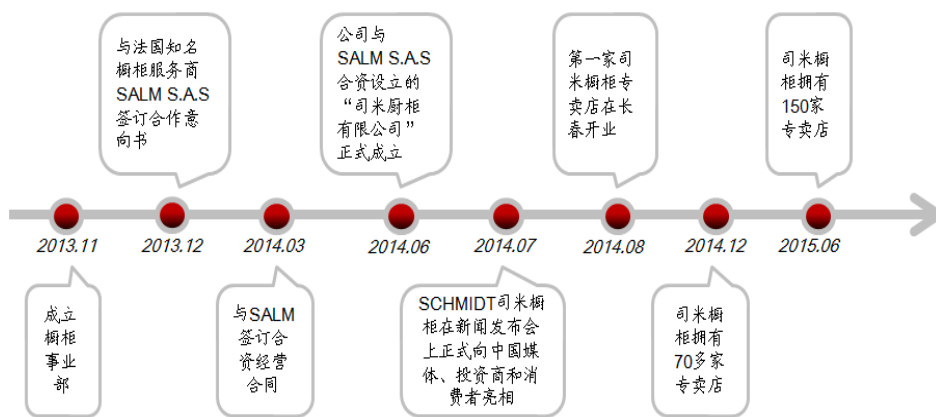 与法国知名
橱柜服务商
SALM S.A.S
签订合作意
向书
公司与
SALM S.A.S
合资设立的
“司米厨柜
有限公司”
正式成立
第一家司
米橱柜专
卖店在长
春开业
司米橱
柜拥有
150家
专卖店
2013.11
2013.12
2014.03
2014.06
2014.07
2014.08
2014.12
2015.06
成立
橱柜
事业
部
与SALM
签订合
资经营
合同
SCHMIDT司米橱
柜在新闻发布会
上正式向中国媒
体、投资商和消
费者亮相
司米橱
柜拥有
70多家
专卖店